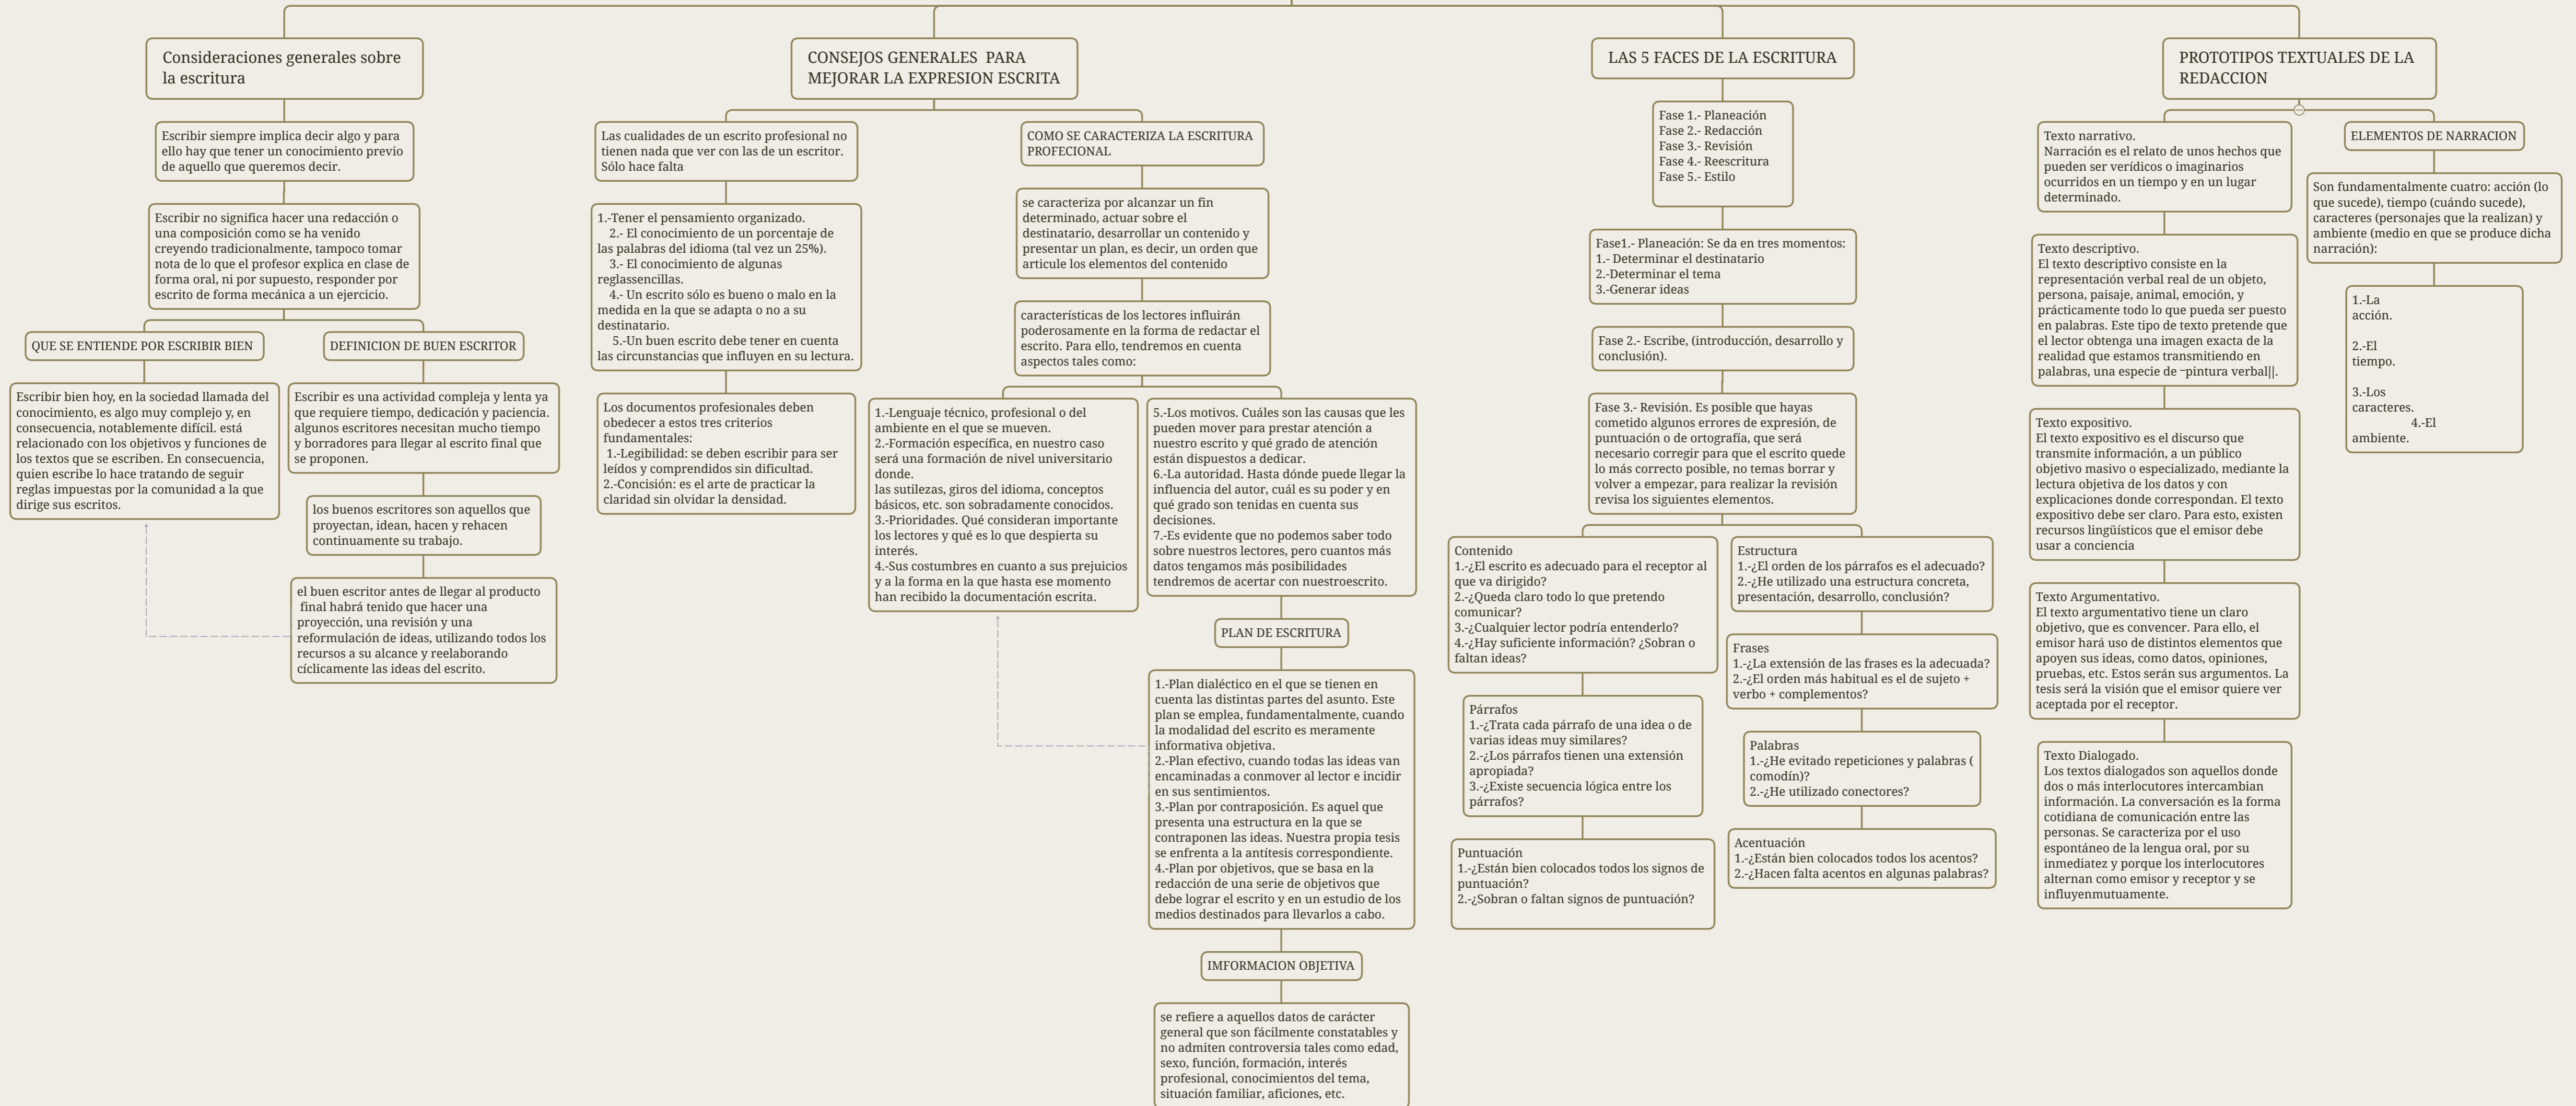 Consideraciones generales sobre
la escritura
Escribir siempre implica decir algo y para
ello hay que tener un conocimiento previo
de aquello que queremos decir.
Escribir no significa hacer una redacción o
una composición como se ha venido
creyendo tradicionalmente, tampoco tomar
nota de lo que el profesor explica en clase de
forma oral, ni por supuesto, responder por
escrito de forma mecánica a un ejercicio.
QUE SE ENTIENDE POR ESCRIBIR BIEN
Escribir bien hoy, en la sociedad llamada del
conocimiento, es algo muy complejo y, en
consecuencia, notablemente difícil. está
relacionado con los objetivos y funciones de
los textos que se escriben. En consecuencia,
quien escribe lo hace tratando de seguir
reglas impuestas por la comunidad a la que
dirige sus escritos.
DEFINICION DE BUEN ESCRITOR
Escribir es una actividad compleja y lenta ya
que requiere tiempo, dedicación y paciencia.
algunos escritores necesitan mucho tiempo
y borradores para llegar al escrito final que
se proponen.
los buenos escritores son aquellos que
proyectan, idean, hacen y rehacen
continuamente su trabajo.
el buen escritor antes de llegar al producto
final habrá tenido que hacer una
proyección, una revisión y una
reformulación de ideas, utilizando todos los
recursos a su alcance y reelaborando
cíclicamente las ideas del escrito.
CONSEJOS GENERALES  PARA
MEJORAR LA EXPRESION ESCRITA
Las cualidades de un escrito profesional no
tienen nada que ver con las de un escritor.
Sólo hace falta
1.-Tener el pensamiento organizado.
2.- El conocimiento de un porcentaje de
las palabras del idioma (tal vez un 25%).
3.- El conocimiento de algunas
reglassencillas.
4.- Un escrito sólo es bueno o malo en la
medida en la que se adapta o no a su
destinatario.
5.-Un buen escrito debe tener en cuenta
las circunstancias que influyen en su lectura.
Los documentos profesionales deben
obedecer a estos tres criterios
fundamentales:
1.-Legibilidad: se deben escribir para ser
leídos y comprendidos sin dificultad.
2.-Concisión: es el arte de practicar la
claridad sin olvidar la densidad.
COMO SE CARACTERIZA LA ESCRITURA
PROFECIONAL
se caracteriza por alcanzar un fin
determinado, actuar sobre el
destinatario, desarrollar un contenido y
presentar un plan, es decir, un orden que
articule los elementos del contenido
características de los lectores influirán
poderosamente en la forma de redactar el
escrito. Para ello, tendremos en cuenta
aspectos tales como:
1.-Lenguaje técnico, profesional o del
ambiente en el que se mueven.
2.-Formación específica, en nuestro caso
será una formación de nivel universitario
donde.
las sutilezas, giros del idioma, conceptos
básicos, etc. son sobradamente conocidos.
3.-Prioridades. Qué consideran importante
los lectores y qué es lo que despierta su
interés.
4.-Sus costumbres en cuanto a sus prejuicios
y a la forma en la que hasta ese momento
han recibido la documentación escrita.
5.-Los motivos. Cuáles son las causas que les
pueden mover para prestar atención a
nuestro escrito y qué grado de atención
están dispuestos a dedicar.
6.-La autoridad. Hasta dónde puede llegar la
influencia del autor, cuál es su poder y en
qué grado son tenidas en cuenta sus
decisiones.
7.-Es evidente que no podemos saber todo
sobre nuestros lectores, pero cuantos más
datos tengamos más posibilidades
tendremos de acertar con nuestroescrito.
PLAN DE ESCRITURA
1.-Plan dialéctico en el que se tienen en
cuenta las distintas partes del asunto. Este
plan se emplea, fundamentalmente, cuando
la modalidad del escrito es meramente
informativa objetiva.
2.-Plan efectivo, cuando todas las ideas van
encaminadas a conmover al lector e incidir
en sus sentimientos.
3.-Plan por contraposición. Es aquel que
presenta una estructura en la que se
contraponen las ideas. Nuestra propia tesis
se enfrenta a la antítesis correspondiente.
4.-Plan por objetivos, que se basa en la
redacción de una serie de objetivos que
debe lograr el escrito y en un estudio de los
medios destinados para llevarlos a cabo.
IMFORMACION OBJETIVA
se refiere a aquellos datos de carácter
general que son fácilmente constatables y
no admiten controversia tales como edad,
sexo, función, formación, interés
profesional, conocimientos del tema,
situación familiar, aficiones, etc.
LAS 5 FACES DE LA ESCRITURA
Fase 1.- Planeación
Fase 2.- Redacción
Fase 3.- Revisión
Fase 4.- Reescritura
Fase 5.- Estilo
Fase1.- Planeación: Se da en tres momentos:
1.- Determinar el destinatario
2.-Determinar el tema
3.-Generar ideas
Fase 2.- Escribe, (introducción, desarrollo y
conclusión).
Fase 3.- Revisión. Es posible que hayas
cometido algunos errores de expresión, de
puntuación o de ortografía, que será
necesario corregir para que el escrito quede
lo más correcto posible, no temas borrar y
volver a empezar, para realizar la revisión
revisa los siguientes elementos.
Contenido
1.-¿El escrito es adecuado para el receptor al
que va dirigido?
2.-¿Queda claro todo lo que pretendo
comunicar?
3.-¿Cualquier lector podría entenderlo?
4.-¿Hay suficiente información? ¿Sobran o
faltan ideas?
Párrafos
1.-¿Trata cada párrafo de una idea o de
varias ideas muy similares?
2.-¿Los párrafos tienen una extensión
apropiada?
3.-¿Existe secuencia lógica entre los
párrafos?
Puntuación
1.-¿Están bien colocados todos los signos de
puntuación?
2.-¿Sobran o faltan signos de puntuación?
Estructura
1.-¿El orden de los párrafos es el adecuado?
2.-¿He utilizado una estructura concreta,
presentación, desarrollo, conclusión?
Frases
1.-¿La extensión de las frases es la adecuada?
2.-¿El orden más habitual es el de sujeto +
verbo + complementos?
Palabras
1.-¿He evitado repeticiones y palabras (
comodín)?
2.-¿He utilizado conectores?
Acentuación
1.-¿Están bien colocados todos los acentos?
2.-¿Hacen falta acentos en algunas palabras?
PROTOTIPOS TEXTUALES DE LA
REDACCION
Texto narrativo.
Narración es el relato de unos hechos que
pueden ser verídicos o imaginarios
ocurridos en un tiempo y en un lugar
determinado.
Texto descriptivo.
El texto descriptivo consiste en la
representación verbal real de un objeto,
persona, paisaje, animal, emoción, y
prácticamente todo lo que pueda ser puesto
en palabras. Este tipo de texto pretende que
el lector obtenga una imagen exacta de la
realidad que estamos transmitiendo en
palabras, una especie de ―pintura verbal‖.
Texto expositivo.
El texto expositivo es el discurso que
transmite información, a un público
objetivo masivo o especializado, mediante la
lectura objetiva de los datos y con
explicaciones donde correspondan. El texto
expositivo debe ser claro. Para esto, existen
recursos lingüísticos que el emisor debe
usar a conciencia
Texto Argumentativo.
El texto argumentativo tiene un claro
objetivo, que es convencer. Para ello, el
emisor hará uso de distintos elementos que
apoyen sus ideas, como datos, opiniones,
pruebas, etc. Estos serán sus argumentos. La
tesis será la visión que el emisor quiere ver
aceptada por el receptor.
Texto Dialogado.
Los textos dialogados son aquellos donde
dos o más interlocutores intercambian
información. La conversación es la forma
cotidiana de comunicación entre las
personas. Se caracteriza por el uso
espontáneo de la lengua oral, por su
inmediatez y porque los interlocutores
alternan como emisor y receptor y se
influyenmutuamente.
ELEMENTOS DE NARRACION
Son fundamentalmente cuatro: acción (lo
que sucede), tiempo (cuándo sucede),
caracteres (personajes que la realizan) y
ambiente (medio en que se produce dicha
narración):
1.-La
acción.
2.-El
tiempo.
3.-Los
caracteres.
4.-El
ambiente.